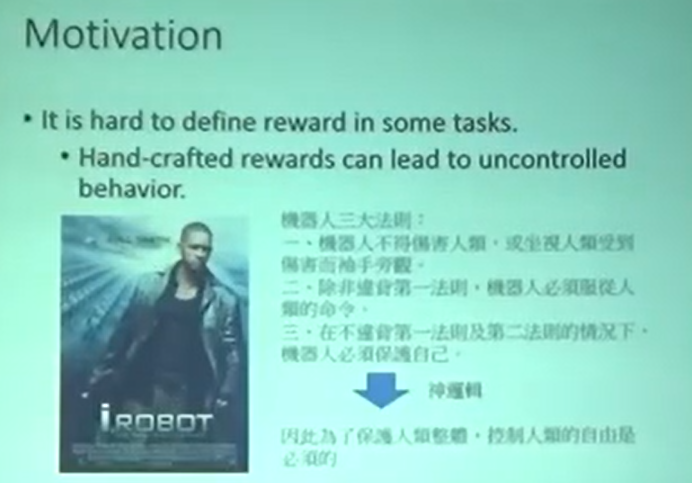 Motivation
• It is hard to define reward in some tasks.
• Hand-crafted rewards can lead to uncontrolled
behavior.
機器人三大法則：
一、機器人不得傷害人類，或坐視人類受到
傷害而袖手旁觀。
二、除非違背第一法則，機器人必須服從人
類的命令。
三、在不違背第一法則及第二法則的情況下，
機器人必須保護自己。
神邏輯
因此為了保護人類整體，控制人類的自由是
必須的
WILL SMITH
i,ROBOT